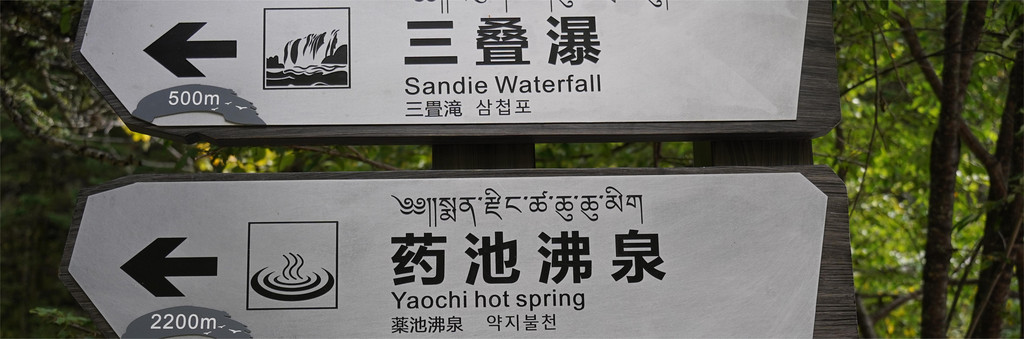 三叠瀑
Sandie Waterfall
三疊滝 삼첩포
500m
༄༅།།སྨན་རྫིང་ཚ་ཆུ་ཆུ་མིག
药池沸泉
Yaochi hot spring
薬池沸泉 약지불천
2200m